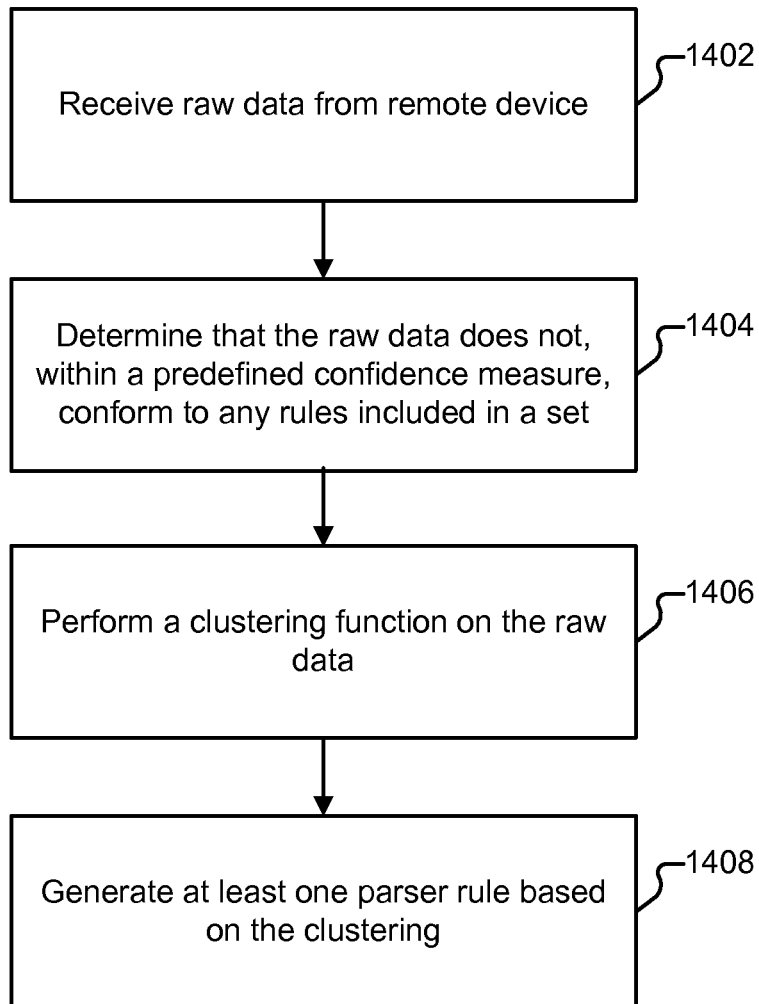 Receive raw data from remote device
1402
Determine that the raw data does not,
within a predefined confidence measure,
conform to any rules included in a set
1404
Perform a clustering function on the raw
data
1406
Generate at least one parser rule based
on the clustering
1408